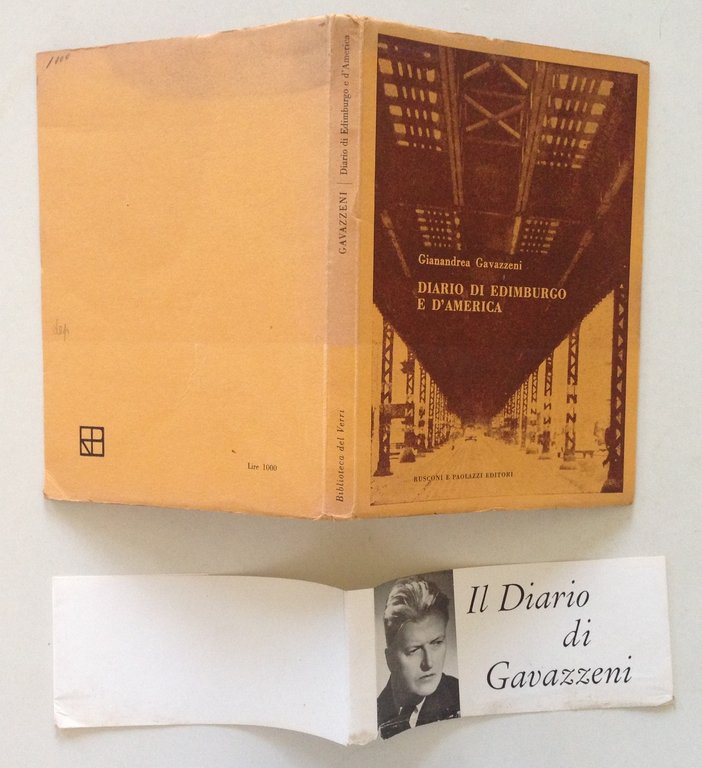 Gianandrea Gavazzeni
DIARIO DI EDIMBURGO
E D'AMERICA
RUSCONI E PAOLAZZI EDITORI
GAVAZZENI | Diario di Edimburgo e d'America
Biblioteca del Verri
Lire 1000
dep
Il Diario
di
Gavazzeni